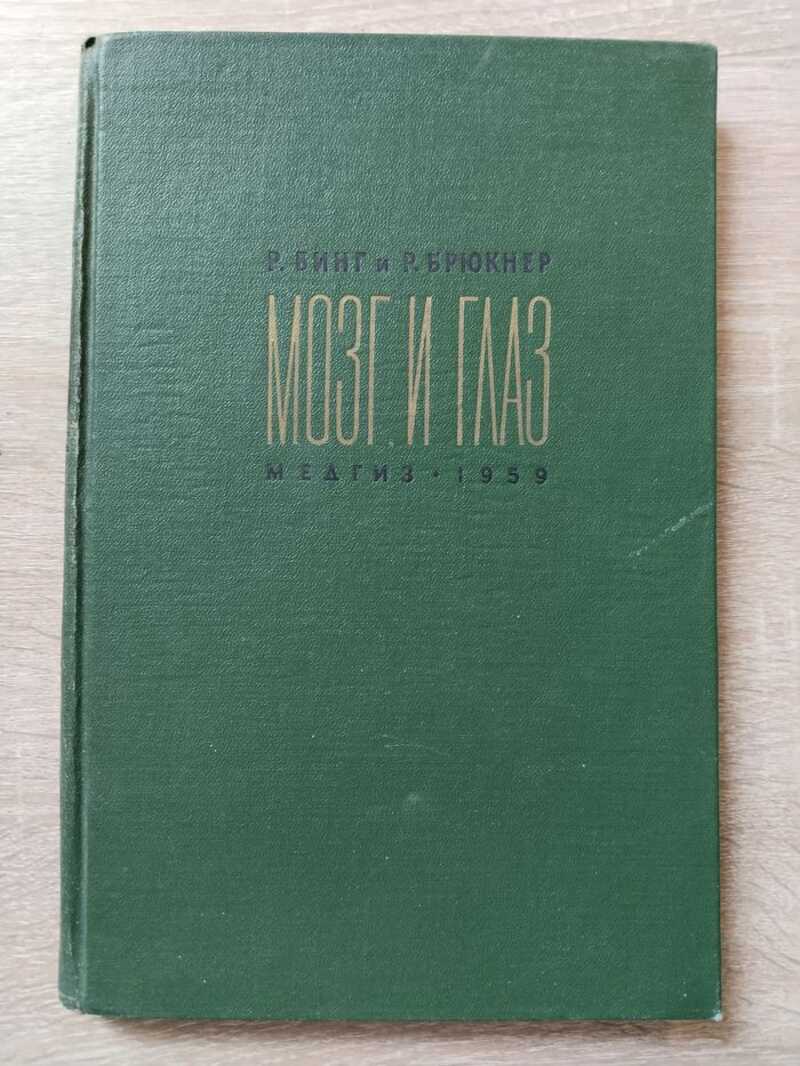 Р. БИНГ и Р. БРЮКНЕР
МОЗГ И ГЛАЗ
МЕДГИЗ · 1959